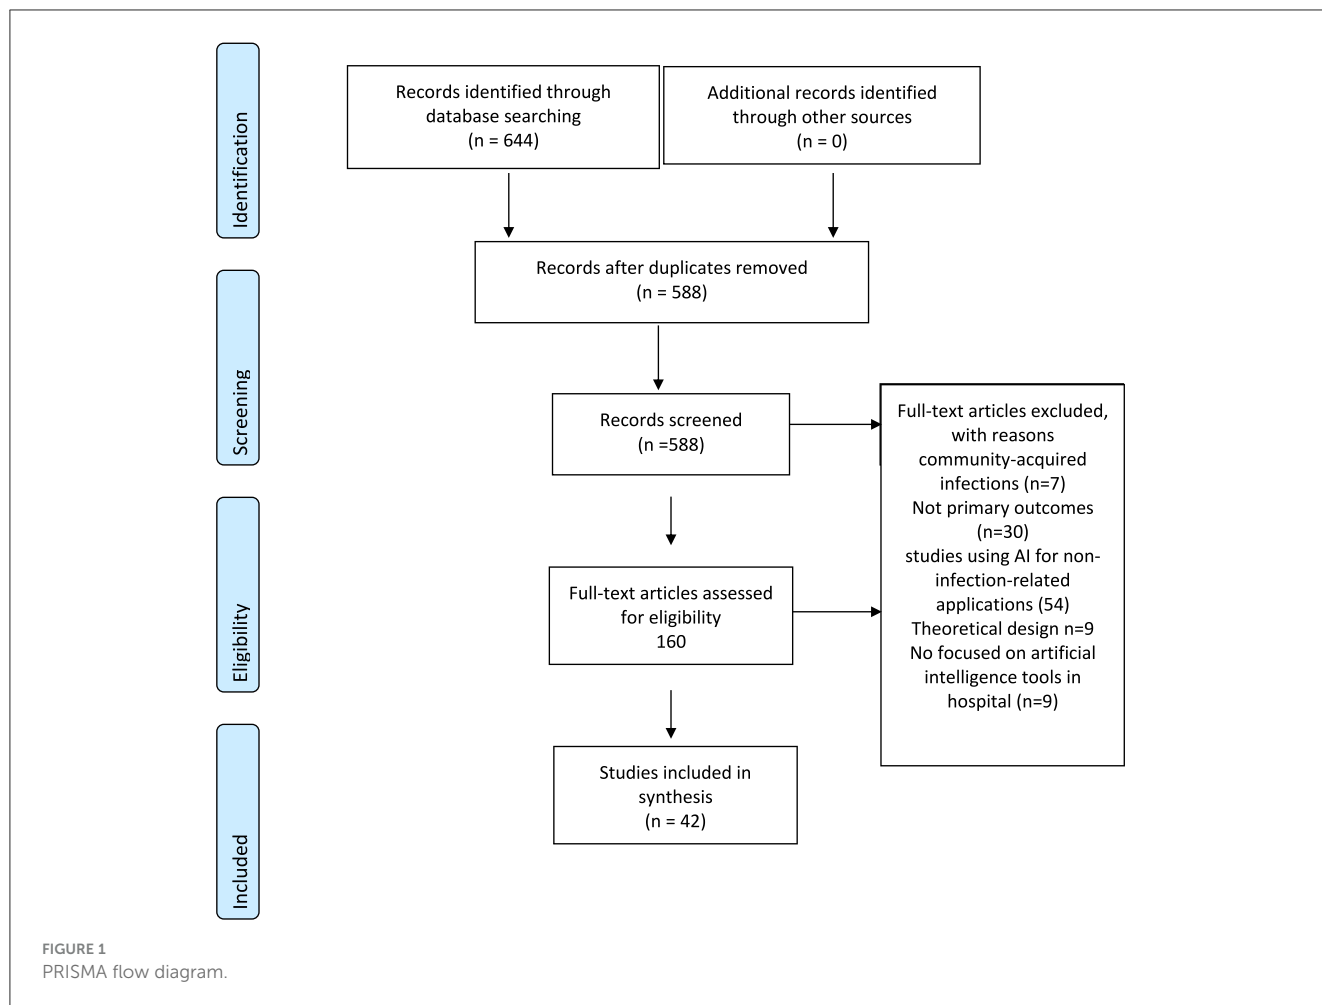 Identification
Records identified through
database searching
(n = 644)
Additional records identified
through other sources
(n = 0)
Records after duplicates removed
(n = 588)
Screening
Records screened
(n =588)
Full-text articles excluded,
with reasons
community-acquired
infections (n=7)
Not primary outcomes
(n=30)
studies using AI for non-
infection-related
applications (54)
Theoretical design n=9
No focused on artificial
intelligence tools in
hospital (n=9)
Eligibility
Full-text articles assessed
for eligibility
160
Included
Studies included in
synthesis
(n = 42)
FIGURE 1
PRISMA flow diagram.